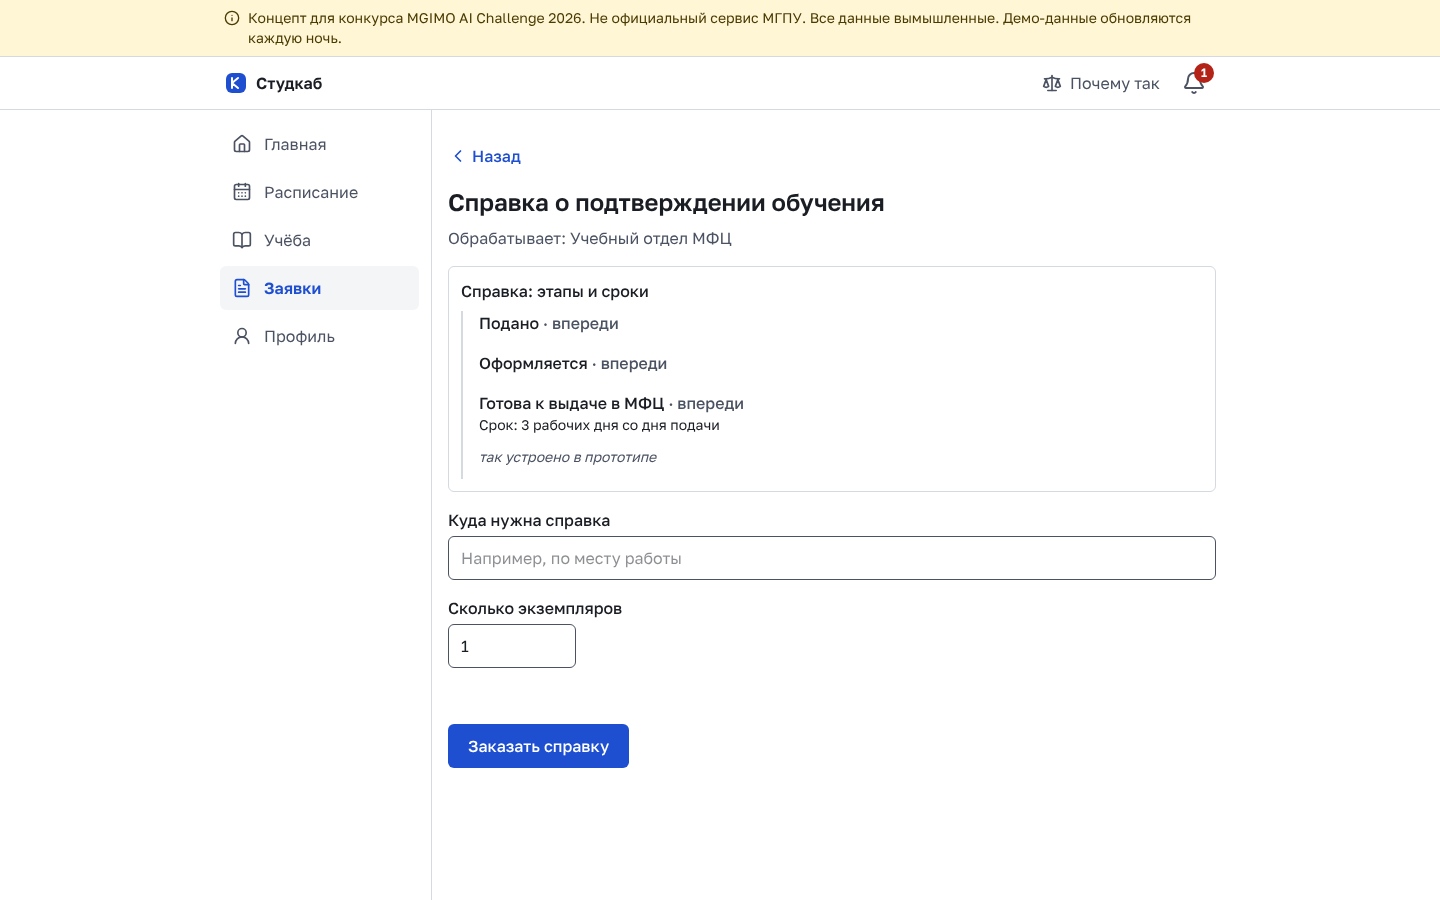 Концепт для конкурса MGIMO AI Challenge 2026. Не официальный сервис МГПУ. Все данные вымышленные. Демо-данные обновляются
каждую ночь.
Студкаб
Почему так
1
Главная
Расписание
Учёба
Заявки
Профиль
Назад
Справка о подтверждении обучения
Обрабатывает: Учебный отдел МФЦ
Справка: этапы и сроки
Подано · впереди
Оформляется · впереди
Готова к выдаче в МФЦ · впереди
Срок: 3 рабочих дня со дня подачи
так устроено в прототипе
Куда нужна справка
Например, по месту работы
Сколько экземпляров
1
Заказать справку